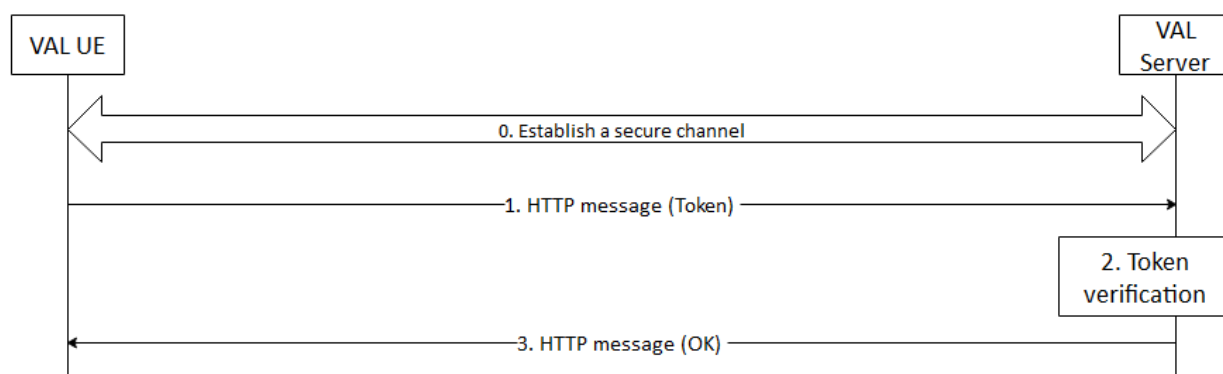 VAL UE
VAL
Server
0. Establish a secure channel
1. HTTP message (Token)
2. Token
verification
3. HTTP message (OK)